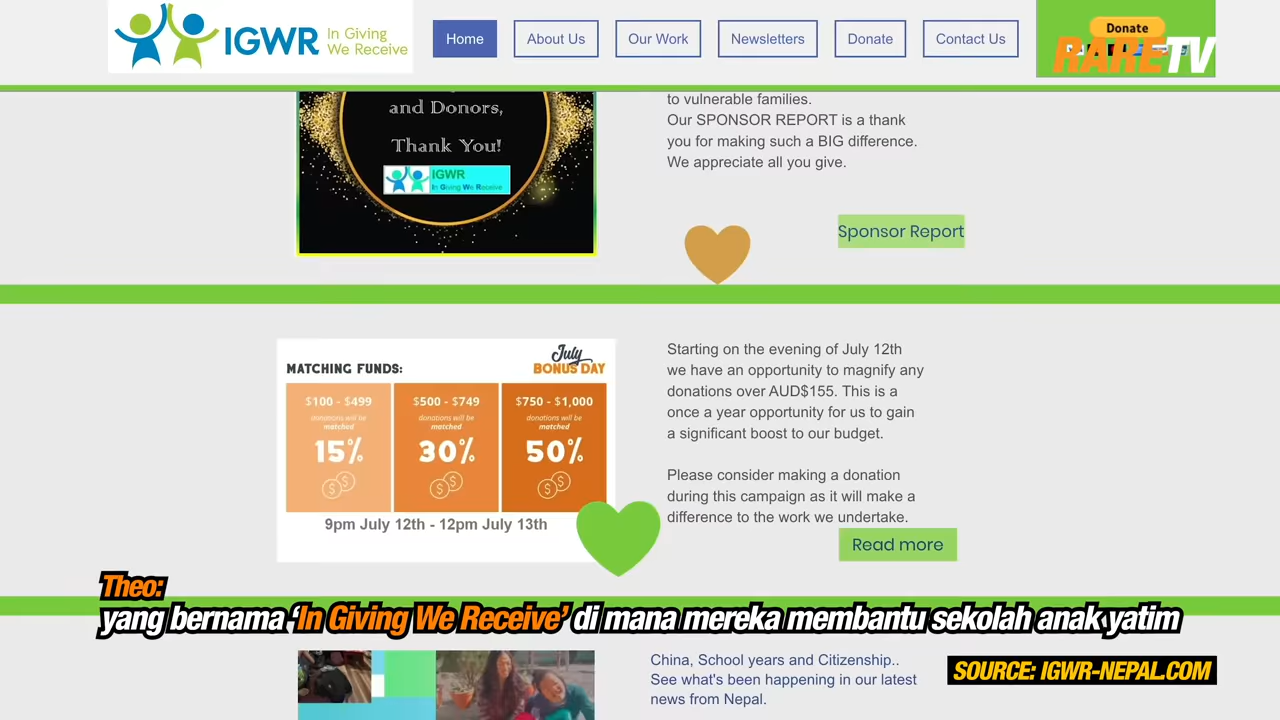 IGWR In Giving
We Receive
Home
About Us
Our Work
Newsletters
Donate
Contact Us
Donate
RARETV
and Donors,
Thank You!
IGWR
In Giving We Receive
to vulnerable families.
Our SPONSOR REPORT is a thank
you for making such a BIG difference.
We appreciate all you give.
Sponsor Report
July
BONUS DAY
MATCHING FUNDS:
$100 - $499
donations will be
matched
15%
$500 - $749
donations will be
matched
30%
$750 - $1,000
donations will be
matched
50%
9pm July 12th - 12pm July 13th
Starting on the evening of July 12th
we have an opportunity to magnify any
donations over AUD$155. This is a
once a year opportunity for us to gain
a significant boost to our budget.
Please consider making a donation
during this campaign as it will make a
difference to the work we undertake.
Read more
Theo:
yang bernama ‘In Giving We Receive’ di mana mereka membantu sekolah anak yatim
China, School years and Citizenship..
See what's been happening in our latest
news from Nepal.
SOURCE: IGWR-NEPAL.COM